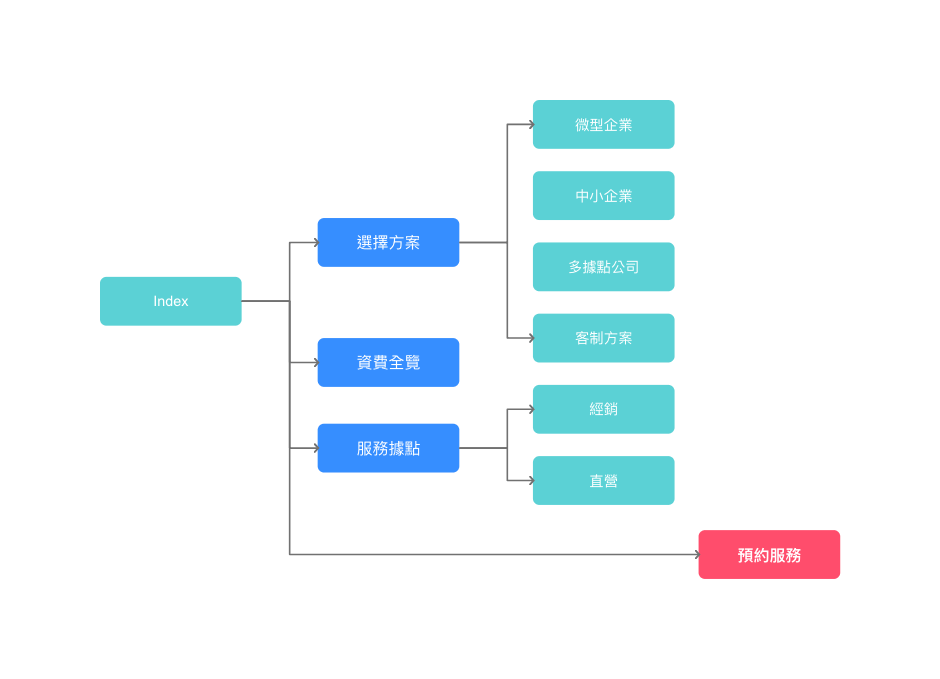 微型企業
中小企業
選擇方案
多據點公司
Index
客制方案
資費全覽
經銷
服務據點
直營
預約服務